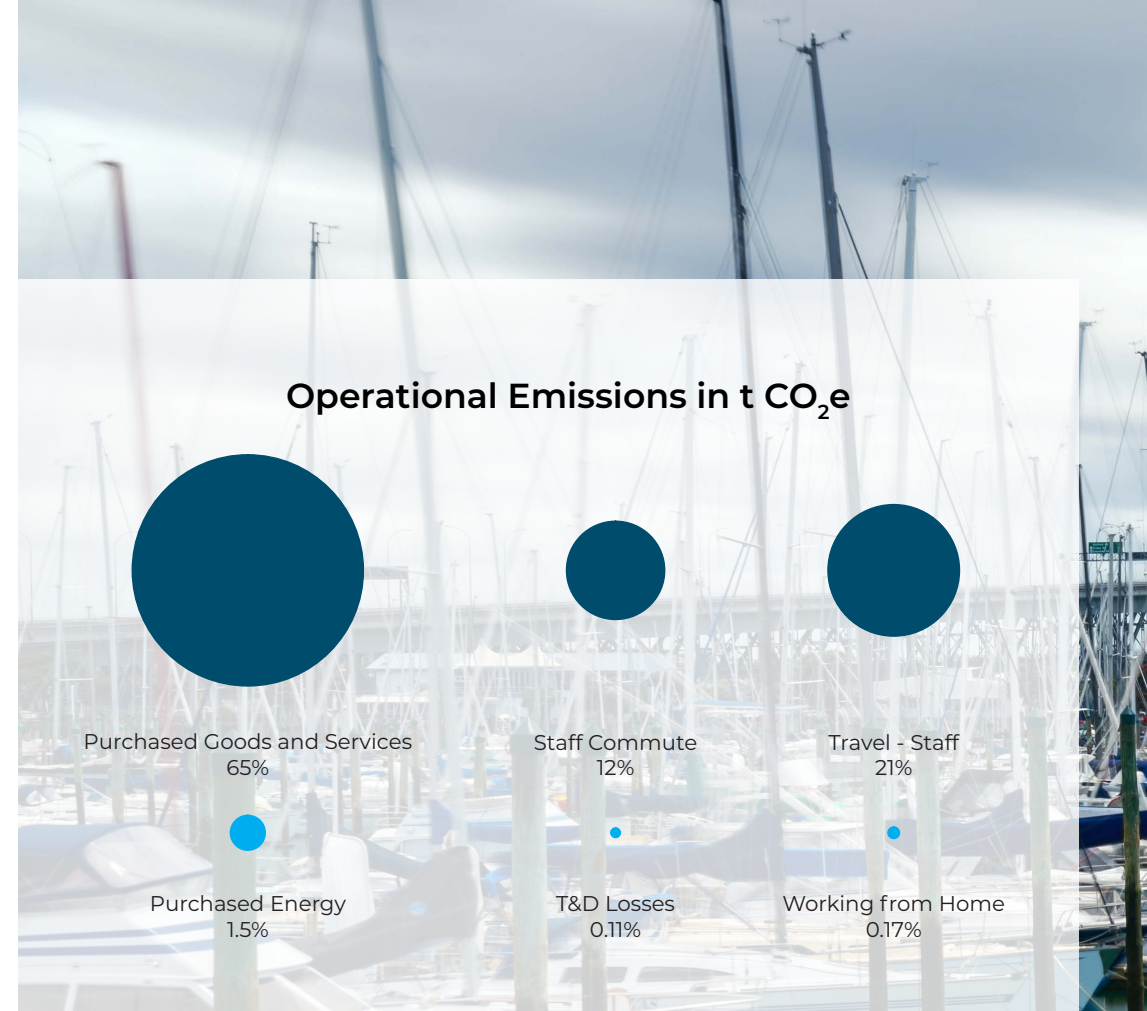 Operational Emissions in t CO₂e
Purchased Goods and Services
65%
Staff Commute
12%
Travel - Staff
21%
Purchased Energy
1.5%
T&D Losses
0.11%
Working from Home
0.17%